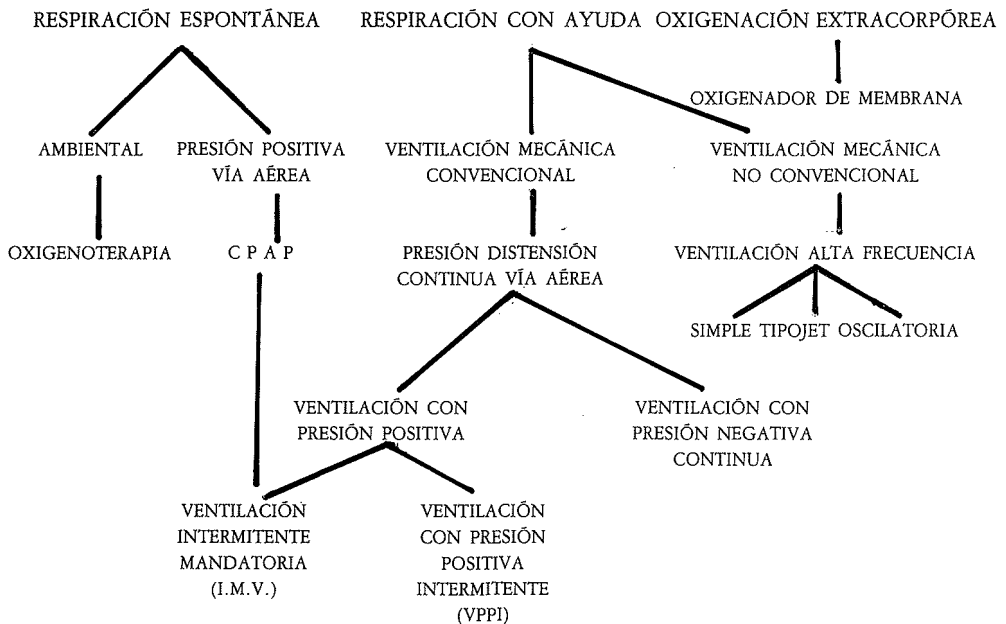 RESPIRACIÓN ESPONTÁNEA
RESPIRACIÓN CON AYUDA
OXIGENACIÓN EXTRACORPÓREA
OXIGENADOR DE MEMBRANA
AMBIENTAL
PRESIÓN POSITIVA
VÍA AÉREA
VENTILACIÓN MECÁNICA
CONVENCIONAL
VENTILACIÓN MECÁNICA
NO CONVENCIONAL
OXIGENOTERAPIA
C P A P
PRESIÓN DISTENSIÓN
CONTINUA VÍA AÉREA
VENTILACIÓN ALTA FRECUENCIA
SIMPLE TIPOJET OSCILATORIA
VENTILACIÓN CON
PRESIÓN POSITIVA
VENTILACIÓN CON
PRESIÓN NEGATIVA
CONTINUA
VENTILACIÓN
INTERMITENTE
MANDATORIA
(I.M.V.)
VENTILACIÓN
CON PRESIÓN
POSITIVA
INTERMITENTE
(VPPI)